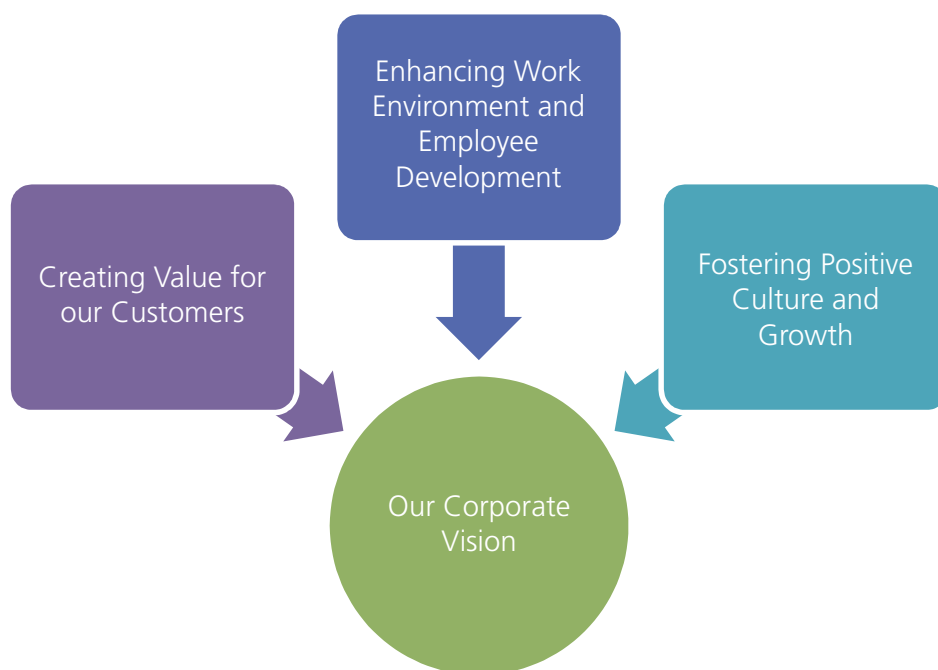 Enhancing Work
Environment and
Employee
Development
Creating Value for
our Customers
Fostering Positive
Culture and
Growth
Our Corporate
Vision